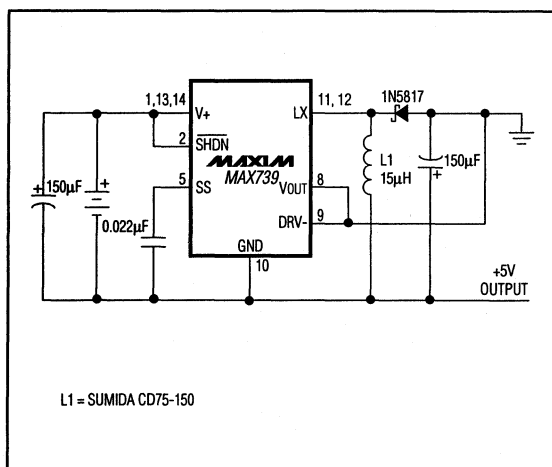 1N5817
1,13,14
V+
LX
11, 12
2
SHDN
MAXIM
MAX739
L1
15μH
150μF
+
150μF
+
+
5
SS
VOUT
8
0.022μF
DRV-
9
GND
10
+5V
OUTPUT
L1 = SUMIDA CD75-150